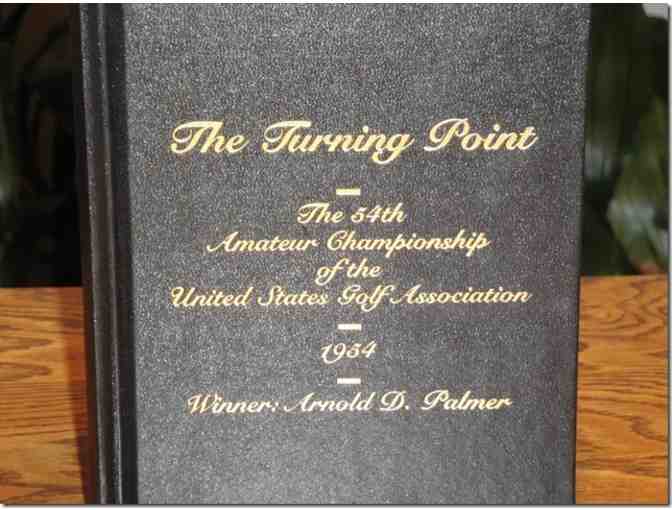 The Turning Point
The 54th
Amateur Championship
of the
United States Golf Association
1954
Winner: Arnold D. Palmer